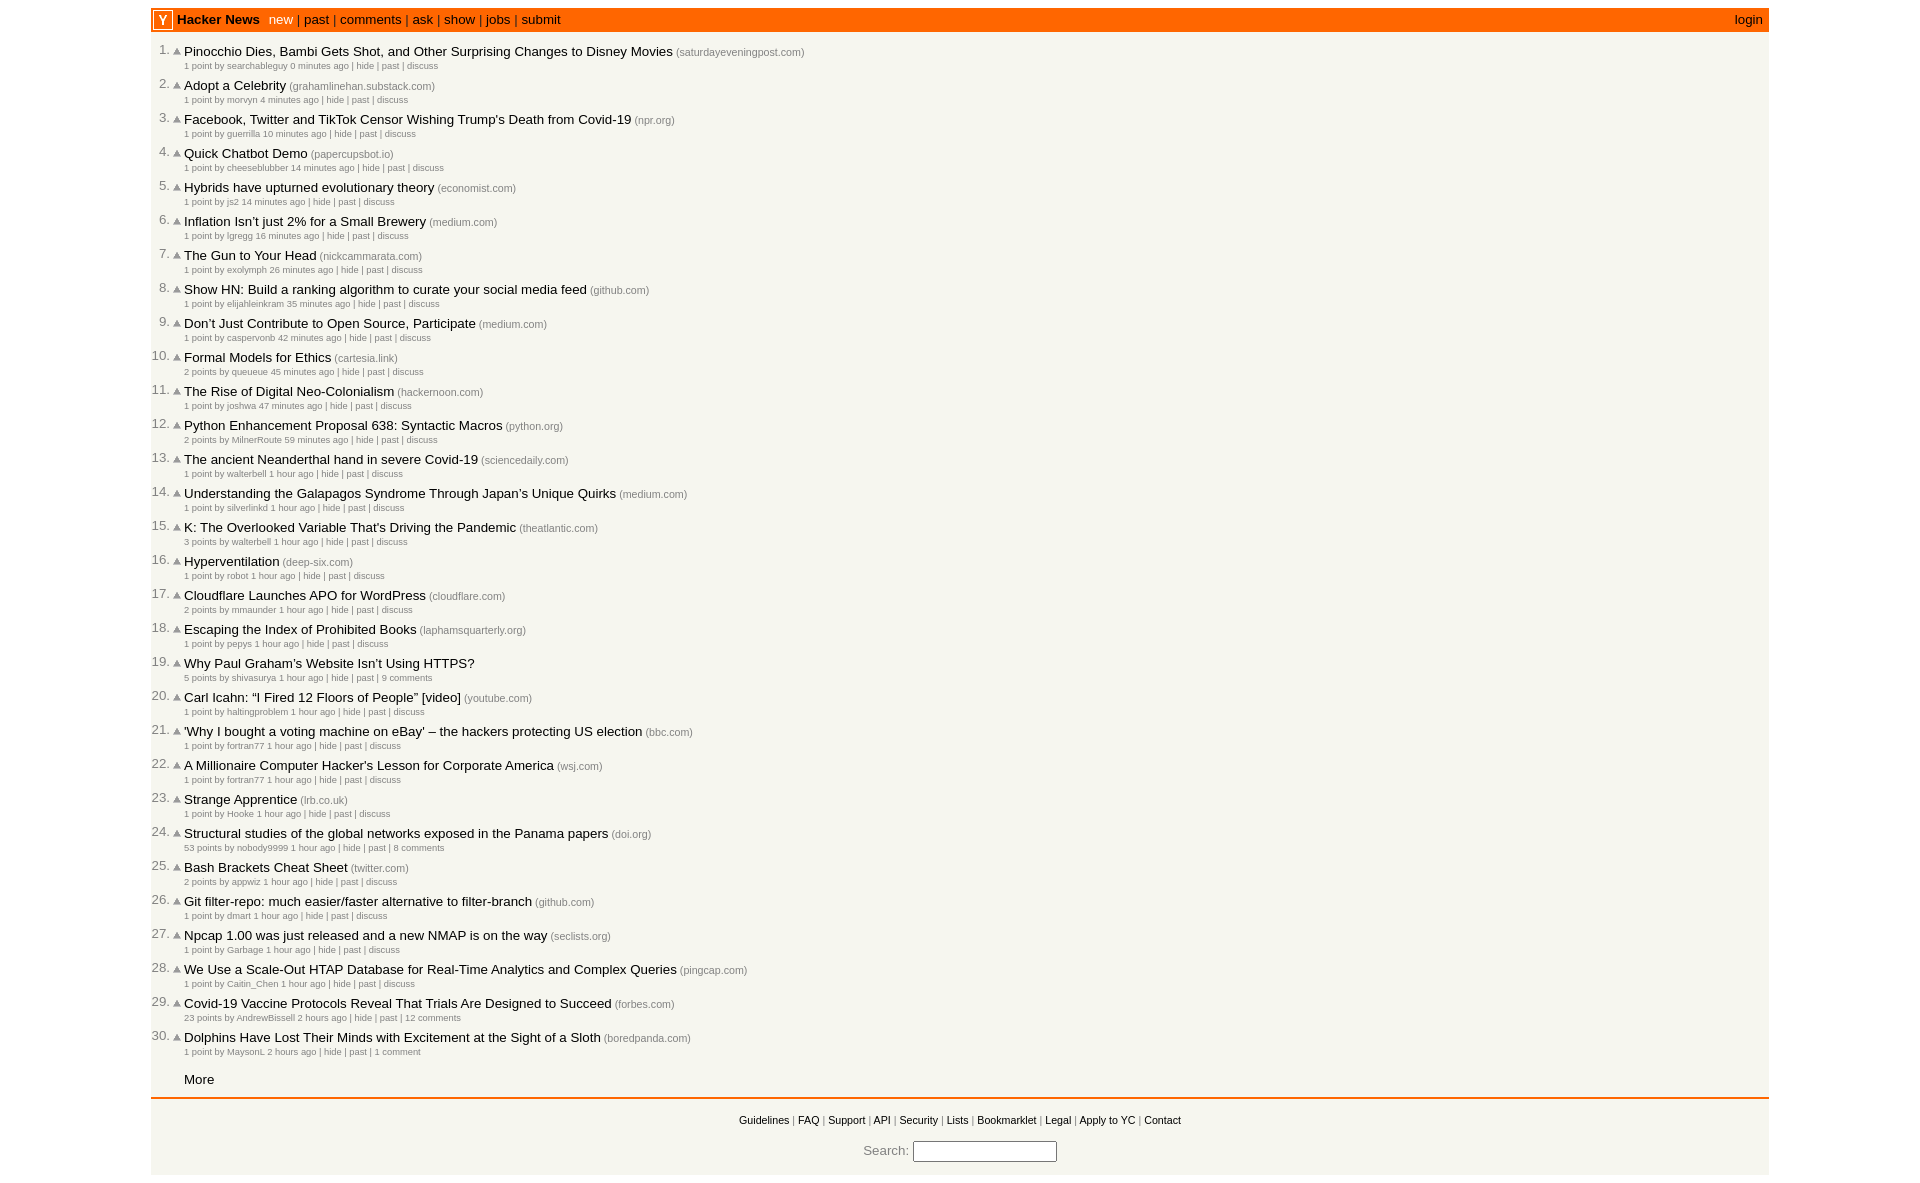 Y Hacker News new | past | comments | ask | show | jobs | submit login
1. Pinocchio Dies, Bambi Gets Shot, and Other Surprising Changes to Disney Movies (saturdayeveningpost.com)
1 point by searchableguy 0 minutes ago | hide | past | discuss
2. Adopt a Celebrity (grahamlinehan.substack.com)
1 point by morvyn 4 minutes ago | hide | past | discuss
3. Facebook, Twitter and TikTok Censor Wishing Trump's Death from Covid-19 (npr.org)
1 point by guerrilla 10 minutes ago | hide | past | discuss
4. Quick Chatbot Demo (papercupsbot.io)
1 point by cheeseblubber 14 minutes ago | hide | past | discuss
5. Hybrids have upturned evolutionary theory (economist.com)
1 point by js2 14 minutes ago | hide | past | discuss
6. Inflation Isn’t just 2% for a Small Brewery (medium.com)
1 point by lgregg 16 minutes ago | hide | past | discuss
7. The Gun to Your Head (nickcammarata.com)
1 point by exolymph 26 minutes ago | hide | past | discuss
8. Show HN: Build a ranking algorithm to curate your social media feed (github.com)
1 point by elijahleinkram 35 minutes ago | hide | past | discuss
9. Don’t Just Contribute to Open Source, Participate (medium.com)
1 point by caspervonb 42 minutes ago | hide | past | discuss
10. Formal Models for Ethics (cartesia.link)
2 points by queueue 45 minutes ago | hide | past | discuss
11. The Rise of Digital Neo-Colonialism (hackernoon.com)
1 point by joshwa 47 minutes ago | hide | past | discuss
12. Python Enhancement Proposal 638: Syntactic Macros (python.org)
2 points by MilnerRoute 59 minutes ago | hide | past | discuss
13. The ancient Neanderthal hand in severe Covid-19 (sciencedaily.com)
1 point by walterbell 1 hour ago | hide | past | discuss
14. Understanding the Galapagos Syndrome Through Japan’s Unique Quirks (medium.com)
1 point by silverlinkd 1 hour ago | hide | past | discuss
15. K: The Overlooked Variable That's Driving the Pandemic (theatlantic.com)
3 points by walterbell 1 hour ago | hide | past | discuss
16. Hyperventilation (deep-six.com)
1 point by robot 1 hour ago | hide | past | discuss
17. Cloudflare Launches APO for WordPress (cloudflare.com)
2 points by mmaunder 1 hour ago | hide | past | discuss
18. Escaping the Index of Prohibited Books (laphamsquarterly.org)
1 point by pepys 1 hour ago | hide | past | discuss
19. Why Paul Graham’s Website Isn’t Using HTTPS?
5 points by shivasurya 1 hour ago | hide | past | 9 comments
20. Carl Icahn: “I Fired 12 Floors of People” [video] (youtube.com)
1 point by haltingproblem 1 hour ago | hide | past | discuss
21. 'Why I bought a voting machine on eBay' – the hackers protecting US election (bbc.com)
1 point by fortran77 1 hour ago | hide | past | discuss
22. A Millionaire Computer Hacker's Lesson for Corporate America (wsj.com)
1 point by fortran77 1 hour ago | hide | past | discuss
23. Strange Apprentice (lrb.co.uk)
1 point by Hooke 1 hour ago | hide | past | discuss
24. Structural studies of the global networks exposed in the Panama papers (doi.org)
53 points by nobody9999 1 hour ago | hide | past | 8 comments
25. Bash Brackets Cheat Sheet (twitter.com)
2 points by appwiz 1 hour ago | hide | past | discuss
26. Git filter-repo: much easier/faster alternative to filter-branch (github.com)
1 point by dmart 1 hour ago | hide | past | discuss
27. Npcap 1.00 was just released and a new NMAP is on the way (seclists.org)
1 point by Garbage 1 hour ago | hide | past | discuss
28. We Use a Scale-Out HTAP Database for Real-Time Analytics and Complex Queries (pingcap.com)
1 point by Caitin_Chen 1 hour ago | hide | past | discuss
29. Covid-19 Vaccine Protocols Reveal That Trials Are Designed to Succeed (forbes.com)
23 points by AndrewBissell 2 hours ago | hide | past | 12 comments
30. Dolphins Have Lost Their Minds with Excitement at the Sight of a Sloth (boredpanda.com)
1 point by MaysonL 2 hours ago | hide | past | 1 comment
More
Guidelines | FAQ | Support | API | Security | Lists | Bookmarklet | Legal | Apply to YC | Contact
Search: